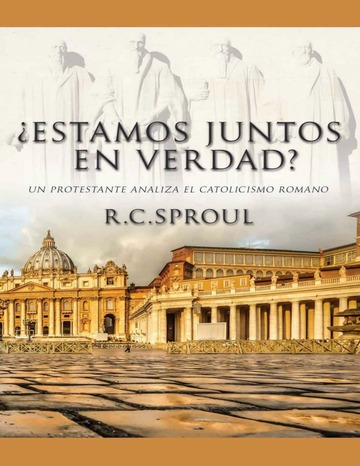 ¿ESTAMOS JUNTOS
EN VERDAD?
UN PROTESTANTE ANALIZA EL CATOLICISMO ROMANO
R.C.SPROUL